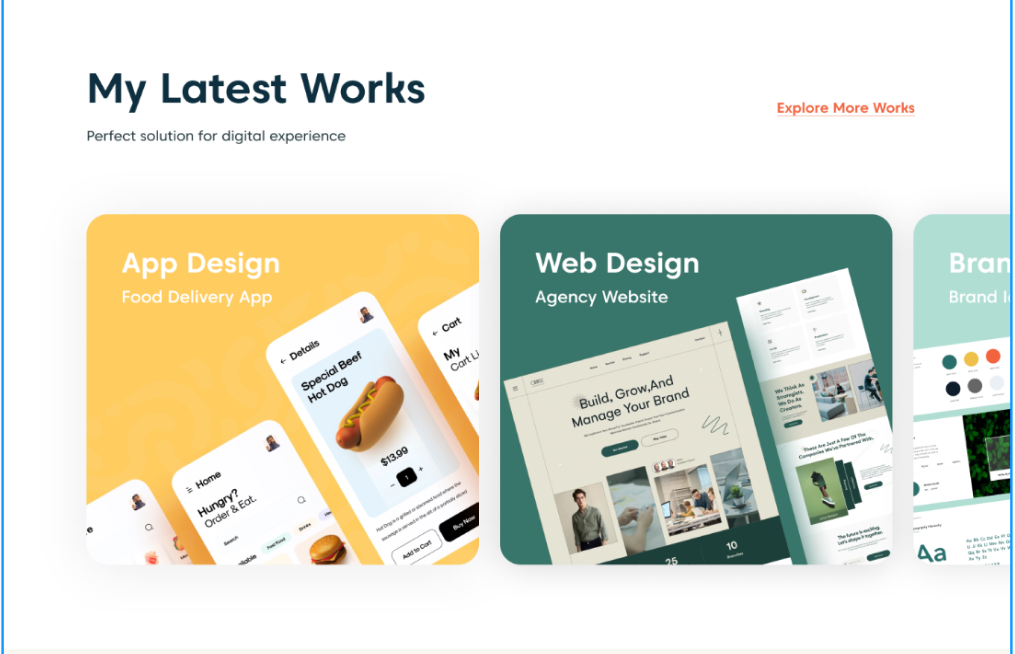 My Latest Works
Explore More Works
Perfect solution for digital experience
App Design
Food Delivery App
← Details
Special Beef
Hot Dog
$13.99
− 1 +
Add to Cart
Buy Now
← Cart
My
Cart Li
Home
Hungry?
Order & Eat.
Search
Drinks
Fast Food
Web Design
Agency Website
Build, Grow,And
Manage Your Brand
25
10
We Think As
Strategists.
We Do As
Creators.
These Are Just A Few Of The
Companies We've Partnered With.
The future is exciting.
Let's shape it together.
Bran
Brand I
Aa